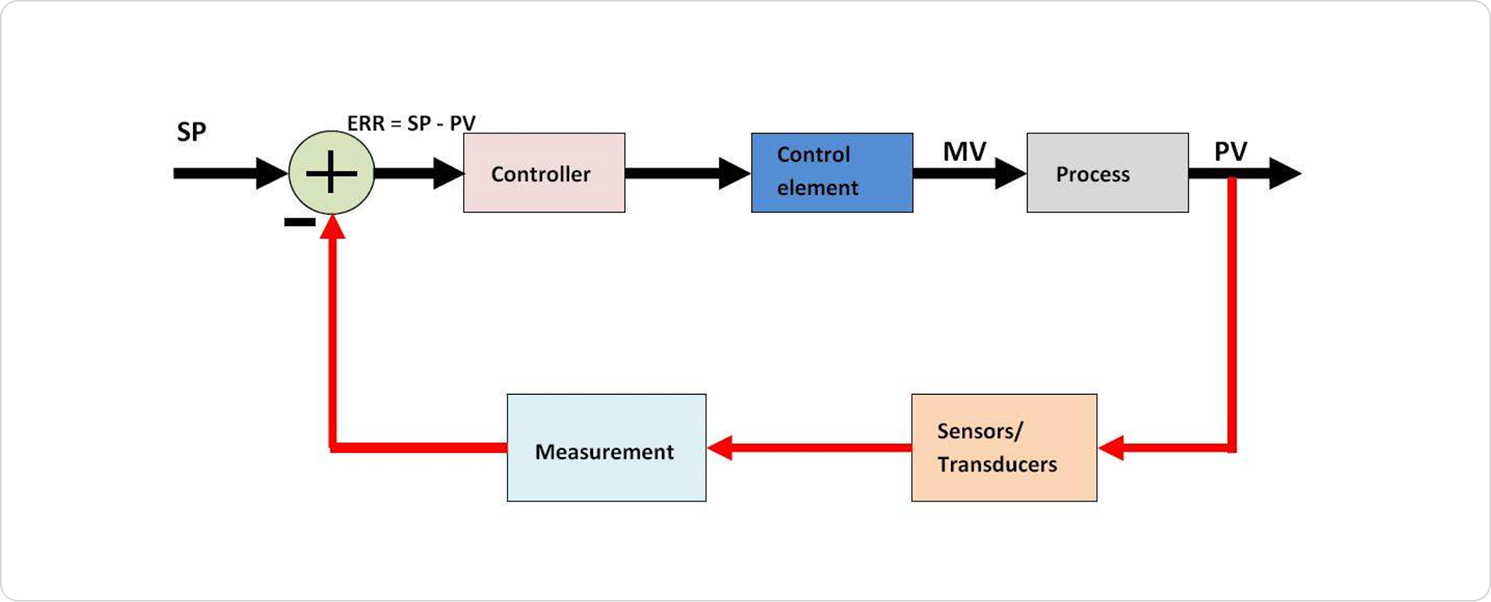 SP
ERR = SP - PV
Controller
Control
element
MV
Process
PV
Measurement
Sensors/
Transducers